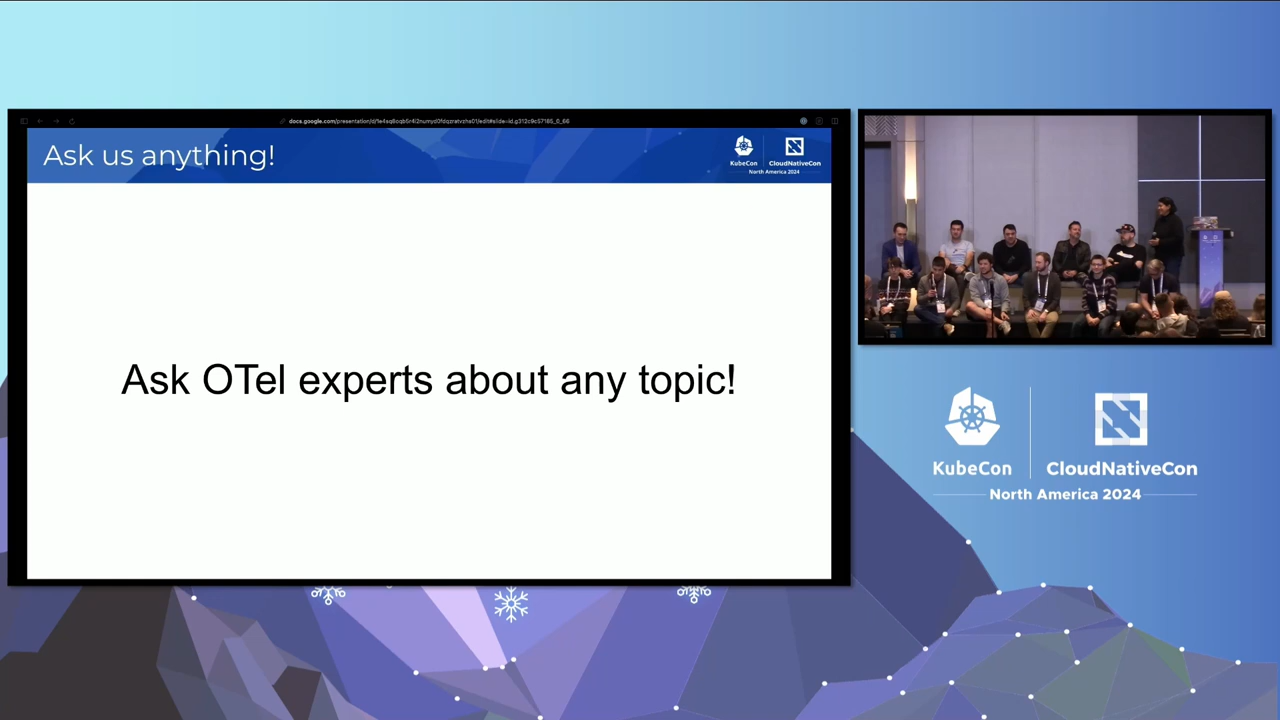 Ask us anything!
KubeCon
CloudNativeCon
North America 2024
Ask OTel experts about any topic!
KubeCon
CloudNativeCon
North America 2024